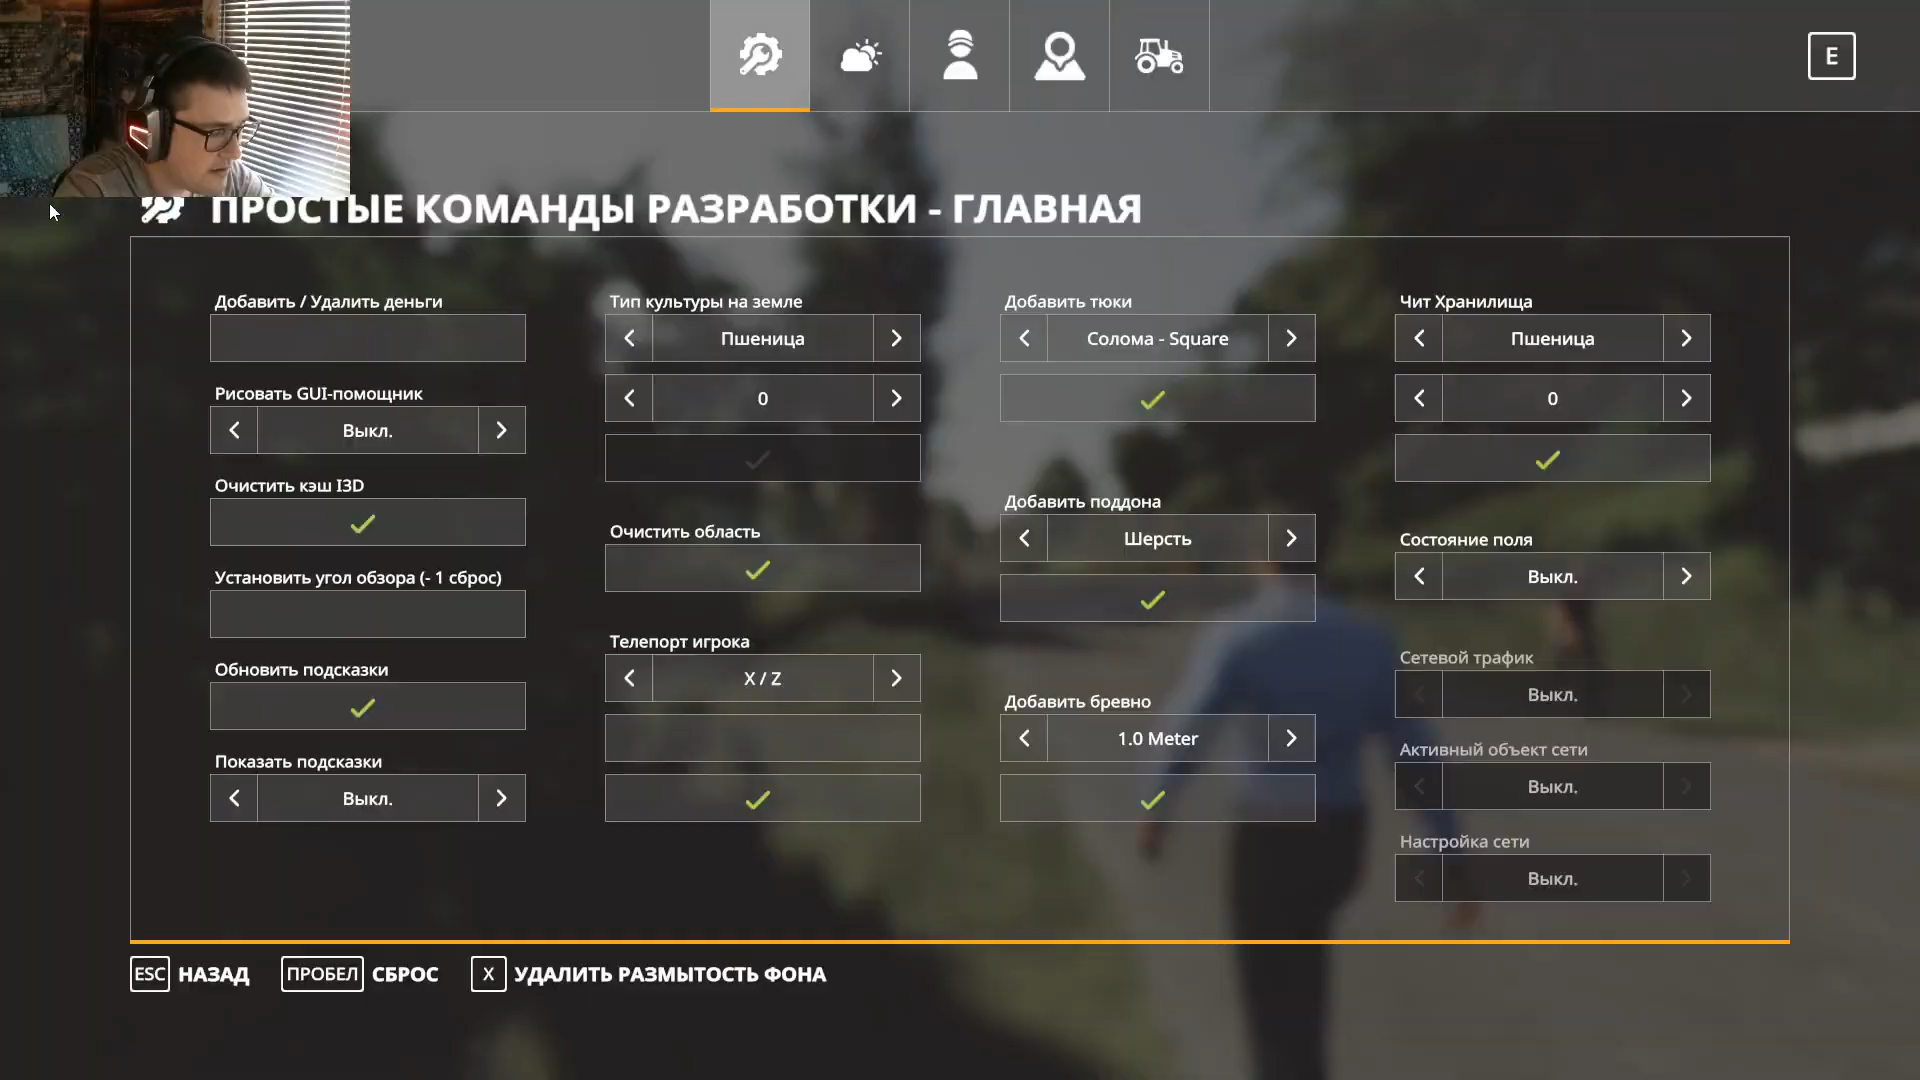 E
ПРОСТЫЕ КОМАНДЫ РАЗРАБОТКИ - ГЛАВНАЯ
Добавить / Удалить деньги
Рисовать GUI-помощник
Выкл.
Очистить кэш I3D
Установить угол обзора (- 1 сброс)
Обновить подсказки
Показать подсказки
Выкл.
Тип культуры на земле
Пшеница
0
Очистить область
Телепорт игрока
X / Z
Добавить тюки
Солома - Square
Добавить поддона
Шерсть
Добавить бревно
1.0 Meter
Чит Хранилища
Пшеница
0
Состояние поля
Выкл.
Сетевой трафик
Выкл.
Активный объект сети
Выкл.
Настройка сети
Выкл.
ESC НАЗАД ПРОБЕЛ СБРОС X УДАЛИТЬ РАЗМЫТОСТЬ ФОНА